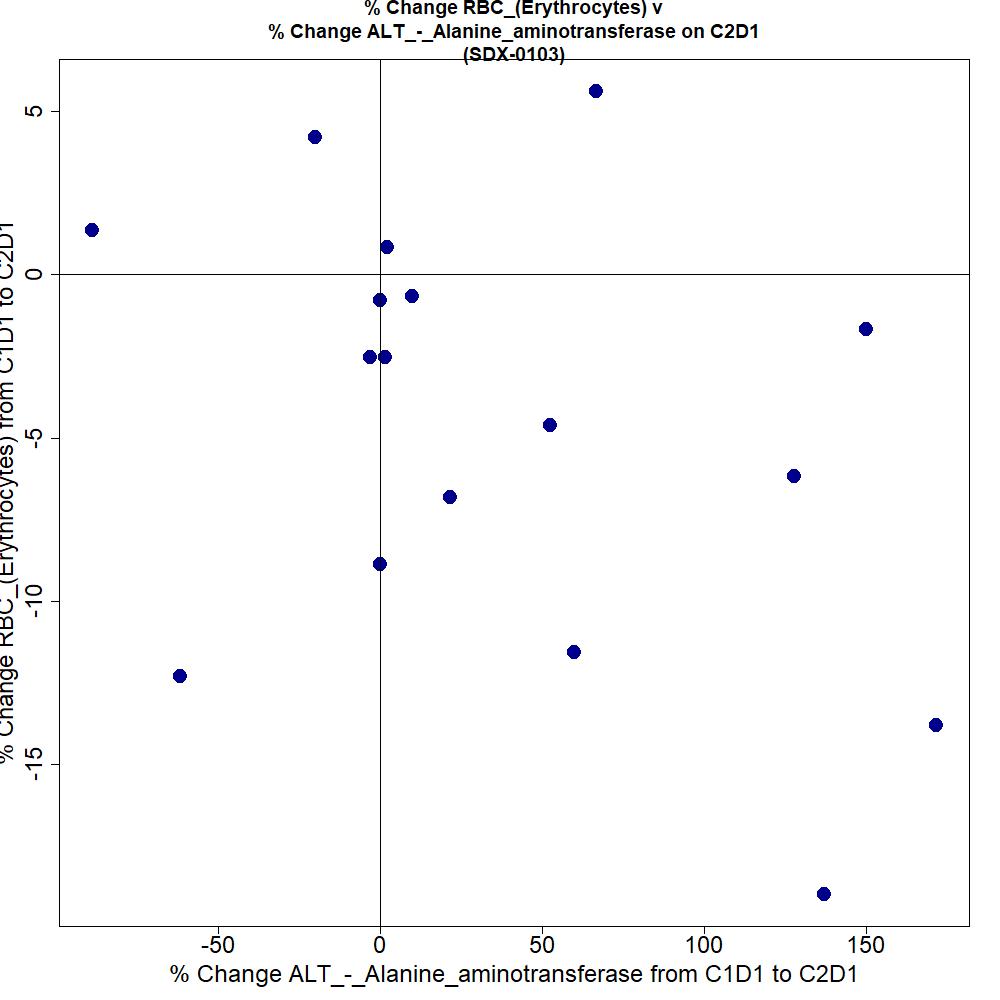 % Change RBC_(Erythrocytes) v
% Change ALT_-_Alanine_aminotransferase on C2D1
(SDX-0103)
% Change RBC_(Erythrocytes) from C1D1 to C2D1
5
0
-5
-10
-15
-50
0
50
100
150
% Change ALT_-_Alanine_aminotransferase from C1D1 to C2D1